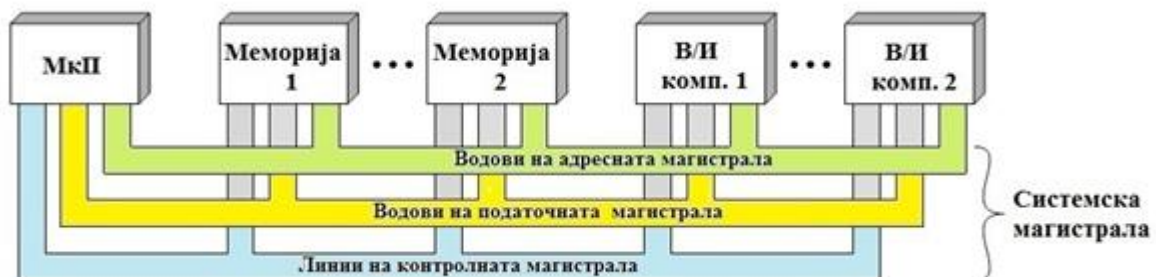 МкП
Меморија
1
...
Меморија
2
В/И
комп. 1
...
В/И
комп. 2
Водови на адресната магистрала
Водови на податочната магистрала
Линии на контролната магистрала
Системска
магистрала